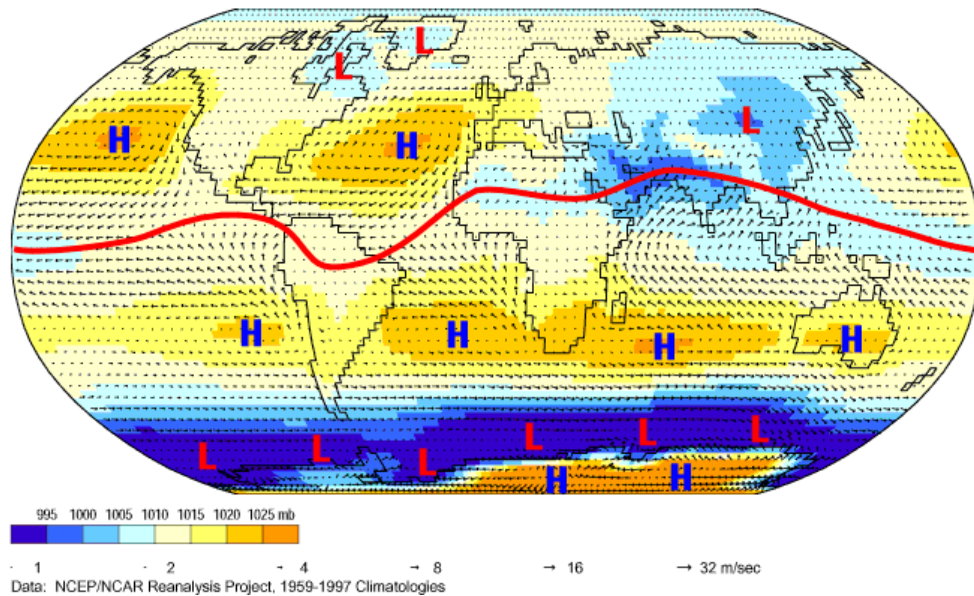 L
L
H
H
L
H
H
H
H
L
L
L
L
L
L
H
H
995 1000 1005 1010 1015 1020 1025 mb
1 2 4 8 16 32 m/sec
Data: NCEP/NCAR Reanalysis Project, 1959-1997 Climatologies